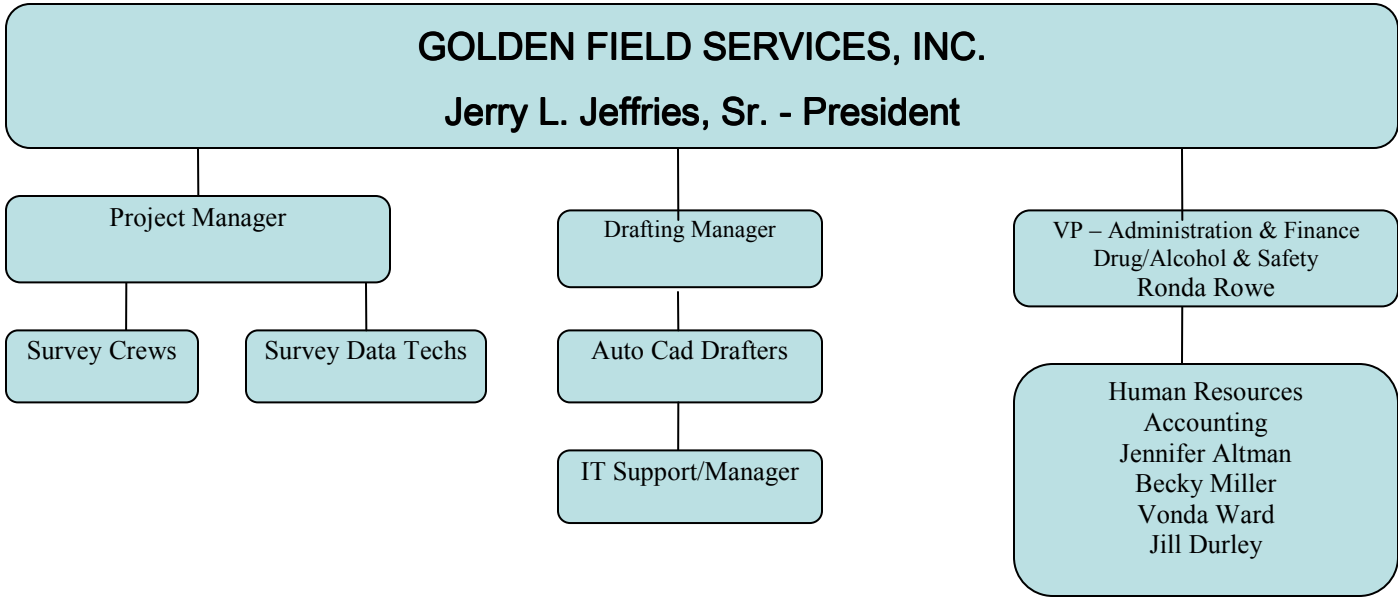 GOLDEN FIELD SERVICES, INC.
Jerry L. Jeffries, Sr. - President
Project Manager
Drafting Manager
VP – Administration & Finance
Drug/Alcohol & Safety
Ronda Rowe
Survey Crews
Survey Data Techs
Auto Cad Drafters
IT Support/Manager
Human Resources
Accounting
Jennifer Altman
Becky Miller
Vonda Ward
Jill Durley